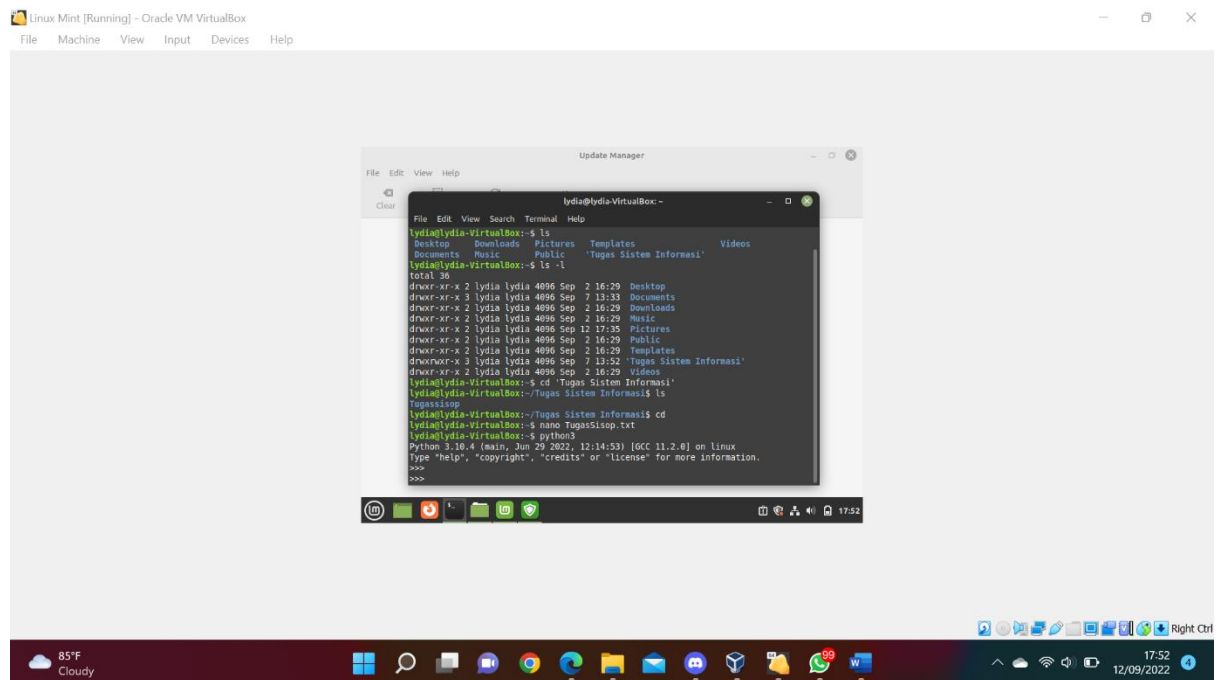 Linux Mint [Running] - Oracle VM VirtualBox
File Machine View Input Devices Help
Update Manager
File Edit View Help
Clear
lydia@lydia-VirtualBox: ~
File Edit View Search Terminal Help
lydia@lydia-VirtualBox:~$ ls
Desktop Downloads Pictures Templates Videos
Documents Music Public 'Tugas Sistem Informasi'
lydia@lydia-VirtualBox:~$ ls -l
total 36
drwxr-xr-x 2 lydia lydia 4096 Sep 2 16:29 Desktop
drwxr-xr-x 3 lydia lydia 4096 Sep 7 13:33 Documents
drwxr-xr-x 2 lydia lydia 4096 Sep 2 16:29 Downloads
drwxr-xr-x 2 lydia lydia 4096 Sep 2 16:29 Music
drwxr-xr-x 2 lydia lydia 4096 Sep 12 17:35 Pictures
drwxr-xr-x 2 lydia lydia 4096 Sep 2 16:29 Public
drwxr-xr-x 2 lydia lydia 4096 Sep 2 16:29 Templates
drwxrwxr-x 3 lydia lydia 4096 Sep 7 13:52 'Tugas Sistem Informasi'
drwxr-xr-x 2 lydia lydia 4096 Sep 2 16:29 Videos
lydia@lydia-VirtualBox:~$ cd 'Tugas Sistem Informasi'
lydia@lydia-VirtualBox:~/Tugas Sistem Informasi$ ls
Tugassisop
lydia@lydia-VirtualBox:~/Tugas Sistem Informasi$ cd
lydia@lydia-VirtualBox:~$ nano TugasSisop.txt
lydia@lydia-VirtualBox:~$ python3
Python 3.10.4 (main, Jun 29 2022, 12:14:53) [GCC 11.2.0] on linux
Type "help", "copyright", "credits" or "license" for more information.
>>>
>>>
17:52
Right Ctrl
85°F
Cloudy
99
17:52
12/09/2022
4